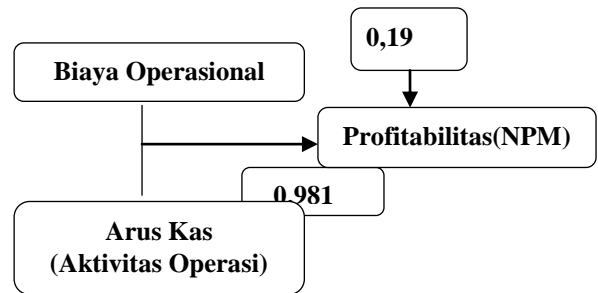 0,19
Biaya Operasional
Profitabilitas(NPM)
0.981
Arus Kas
(Aktivitas Operasi)